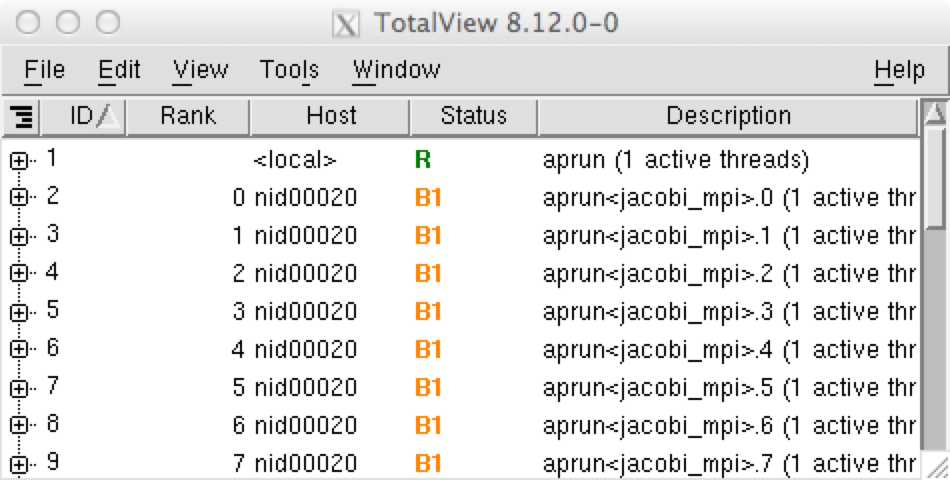 TotalView 8.12.0-0
File Edit View Tools Window Help
ID Rank Host Status Description
1 <local> R aprun (1 active threads)
2 0 nid00020 B1 aprun<jacobi_mpi>.0 (1 active thr
3 1 nid00020 B1 aprun<jacobi_mpi>.1 (1 active thr
4 2 nid00020 B1 aprun<jacobi_mpi>.2 (1 active thr
5 3 nid00020 B1 aprun<jacobi_mpi>.3 (1 active thr
6 4 nid00020 B1 aprun<jacobi_mpi>.4 (1 active thr
7 5 nid00020 B1 aprun<jacobi_mpi>.5 (1 active thr
8 6 nid00020 B1 aprun<jacobi_mpi>.6 (1 active thr
9 7 nid00020 B1 aprun<jacobi_mpi>.7 (1 active thr